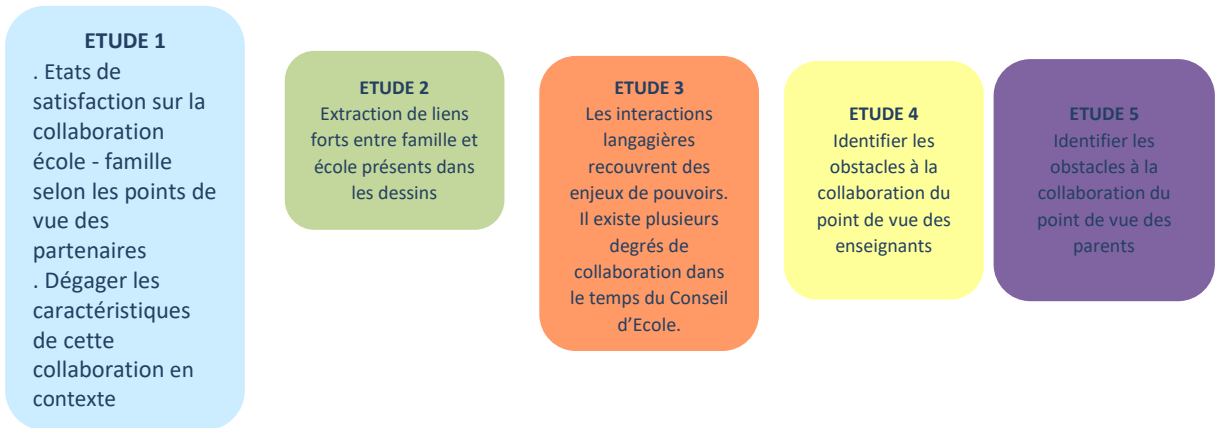 ETUDE 1
. Etats de
satisfaction sur la
collaboration
école - famille
selon les points de
vue des
partenaires
. Dégager les
caractéristiques
de cette
collaboration en
contexte
ETUDE 2
Extraction de liens
forts entre famille et
école présents dans
les dessins
ETUDE 3
Les interactions
langagières
recouvrent des
enjeux de pouvoirs.
Il existe plusieurs
degrés de
collaboration dans
le temps du Conseil
d’Ecole.
ETUDE 4
Identifier les
obstacles à la
collaboration du
point de vue des
enseignants
ETUDE 5
Identifier les
obstacles à la
collaboration du
point de vue des
parents